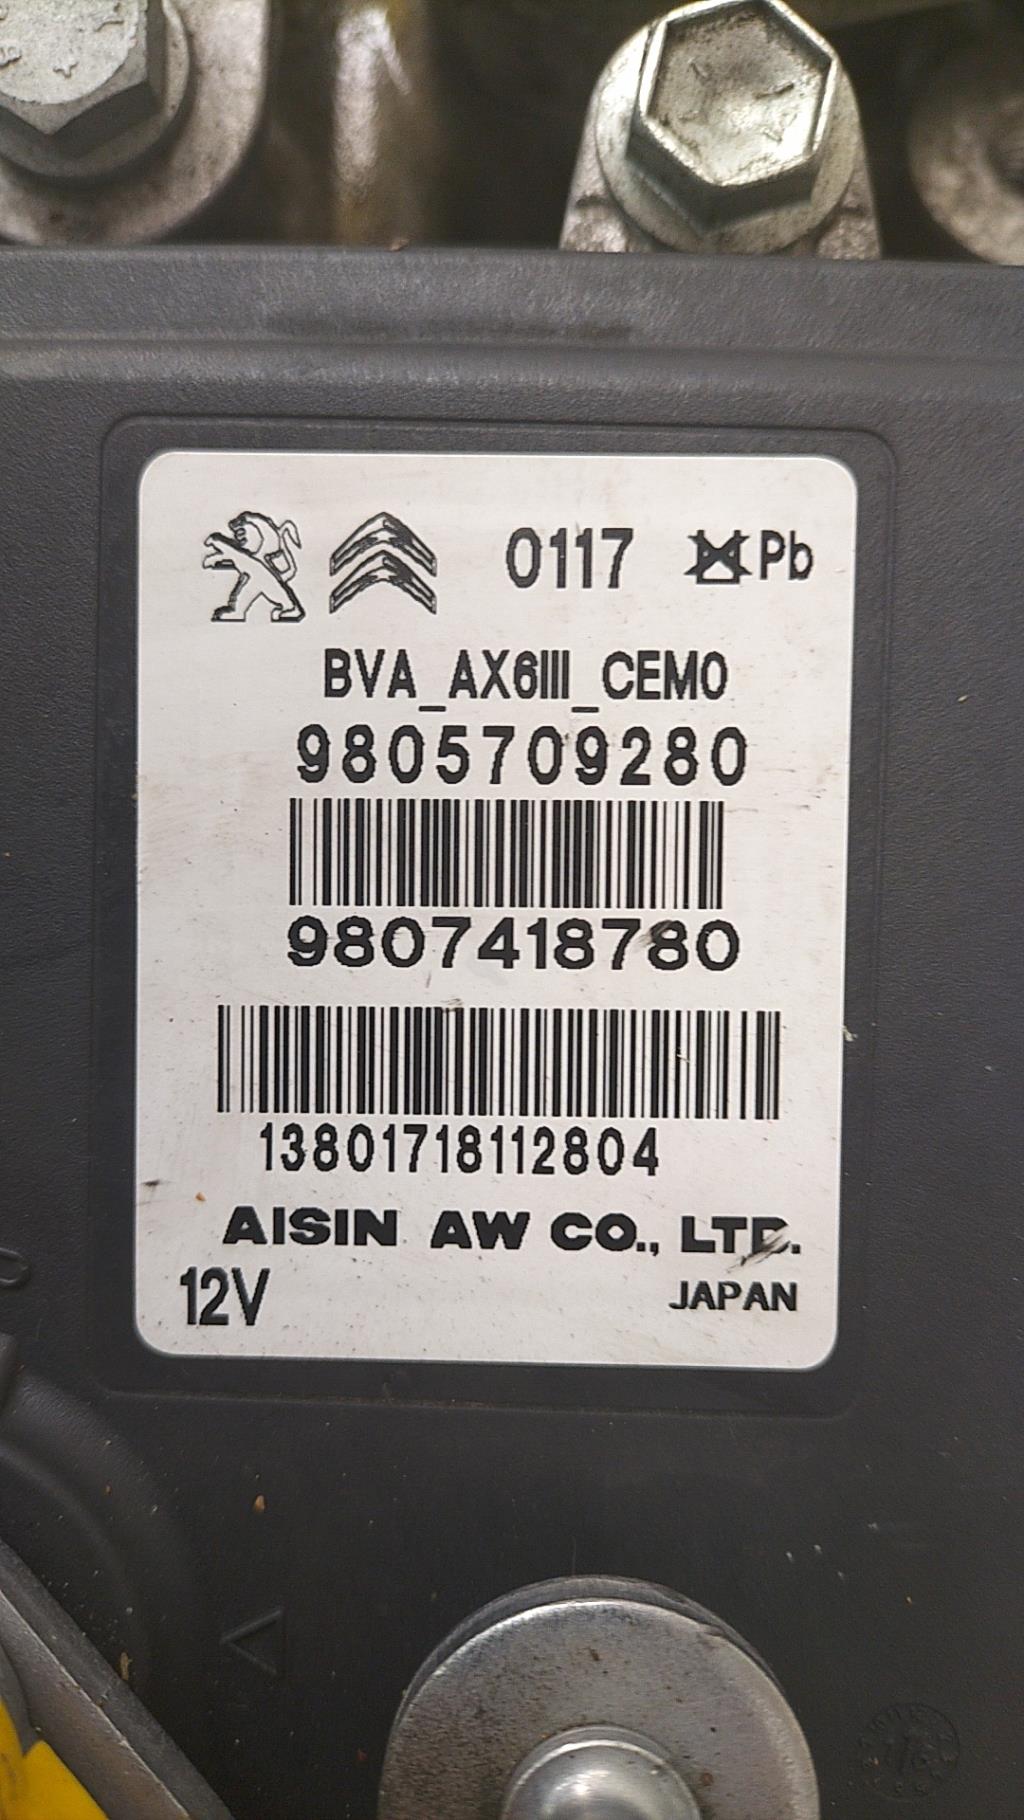 0117 Pb
BVA_AX6III_CEM0
9805709280
9807418780
13801718112804
AISIN AW CO., LTD.
12V JAPAN